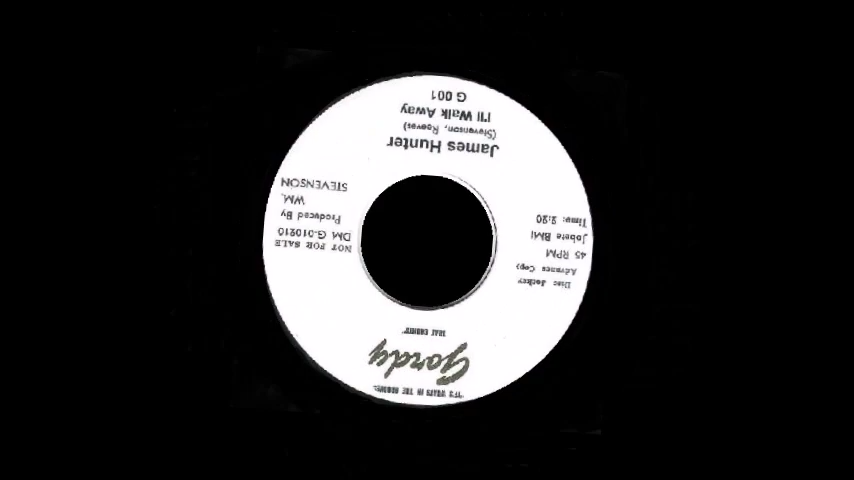 "IT'S WHAT'S IN THE GROOVES
Gordy
THAT COUNTS"
Disc Jockey
Advance Copy
45 RPM
Jobete BMI
Time: 2:20
NOT FOR SALE
DM G-010210
Produced By
WM.
STEVENSON
James Hunter
(Stevenson, Reeves)
I'll Walk Away
G 001